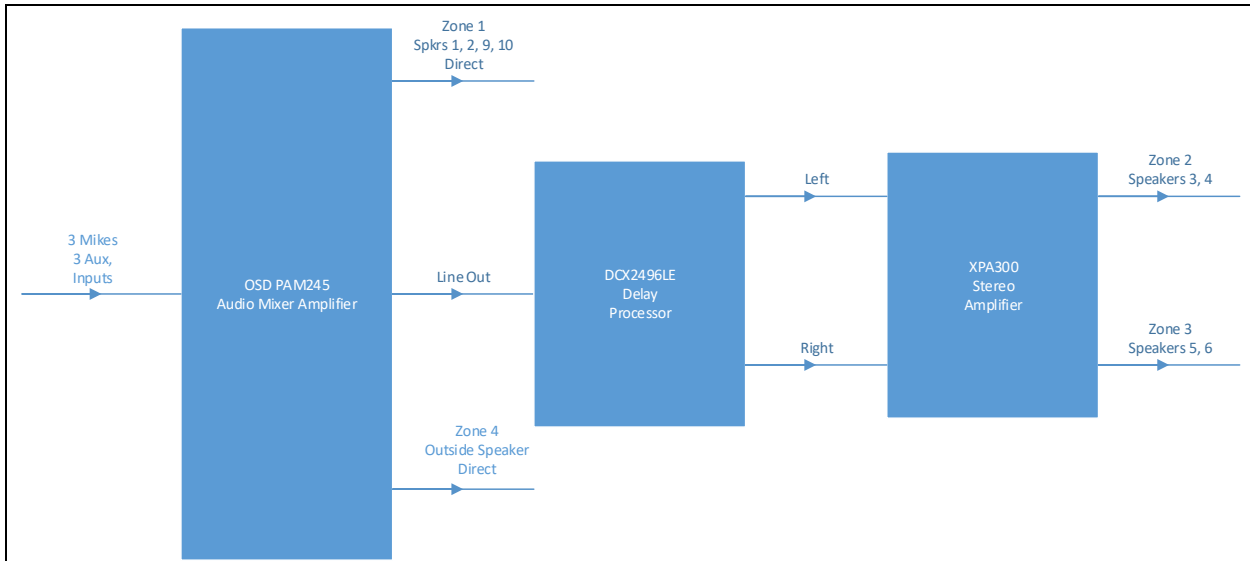 Zone 1
Spkrs 1, 2, 9, 10
Direct
3 Mikes
3 Aux,
Inputs
OSD PAM245
Audio Mixer Amplifier
Line Out
Zone 4
Outside Speaker
Direct
DCX2496LE
Delay
Processor
Left
Right
XPA300
Stereo
Amplifier
Zone 2
Speakers 3, 4
Zone 3
Speakers 5, 6